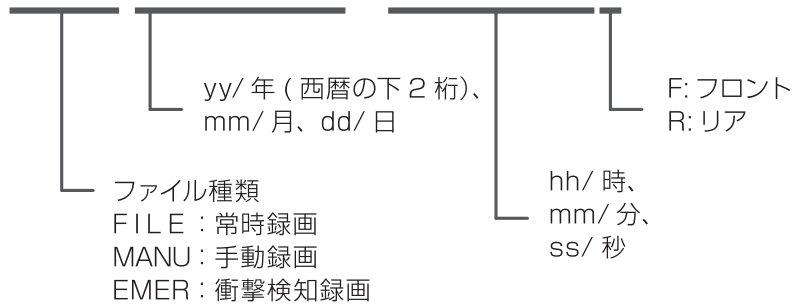 yy/年(西暦の下2桁)、
mm/月、dd/日
F:フロント
R:リア
ファイル種類
FILE：常時録画
MANU：手動録画
EMER：衝撃検知録画
hh/時、
mm/分、
ss/秒